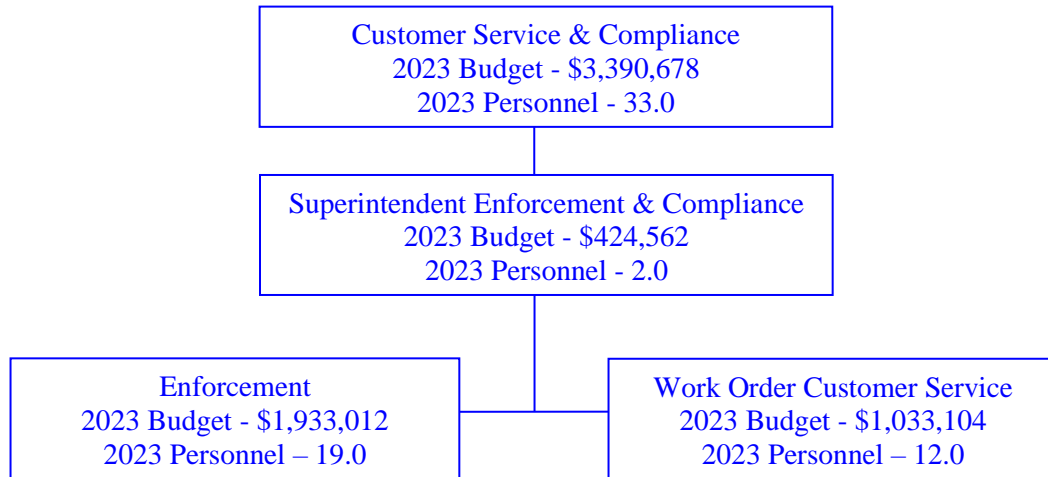 Customer Service & Compliance
2023 Budget - $3,390,678
2023 Personnel - 33.0
Superintendent Enforcement & Compliance
2023 Budget - $424,562
2023 Personnel - 2.0
Enforcement
2023 Budget - $1,933,012
2023 Personnel – 19.0
Work Order Customer Service
2023 Budget - $1,033,104
2023 Personnel – 12.0